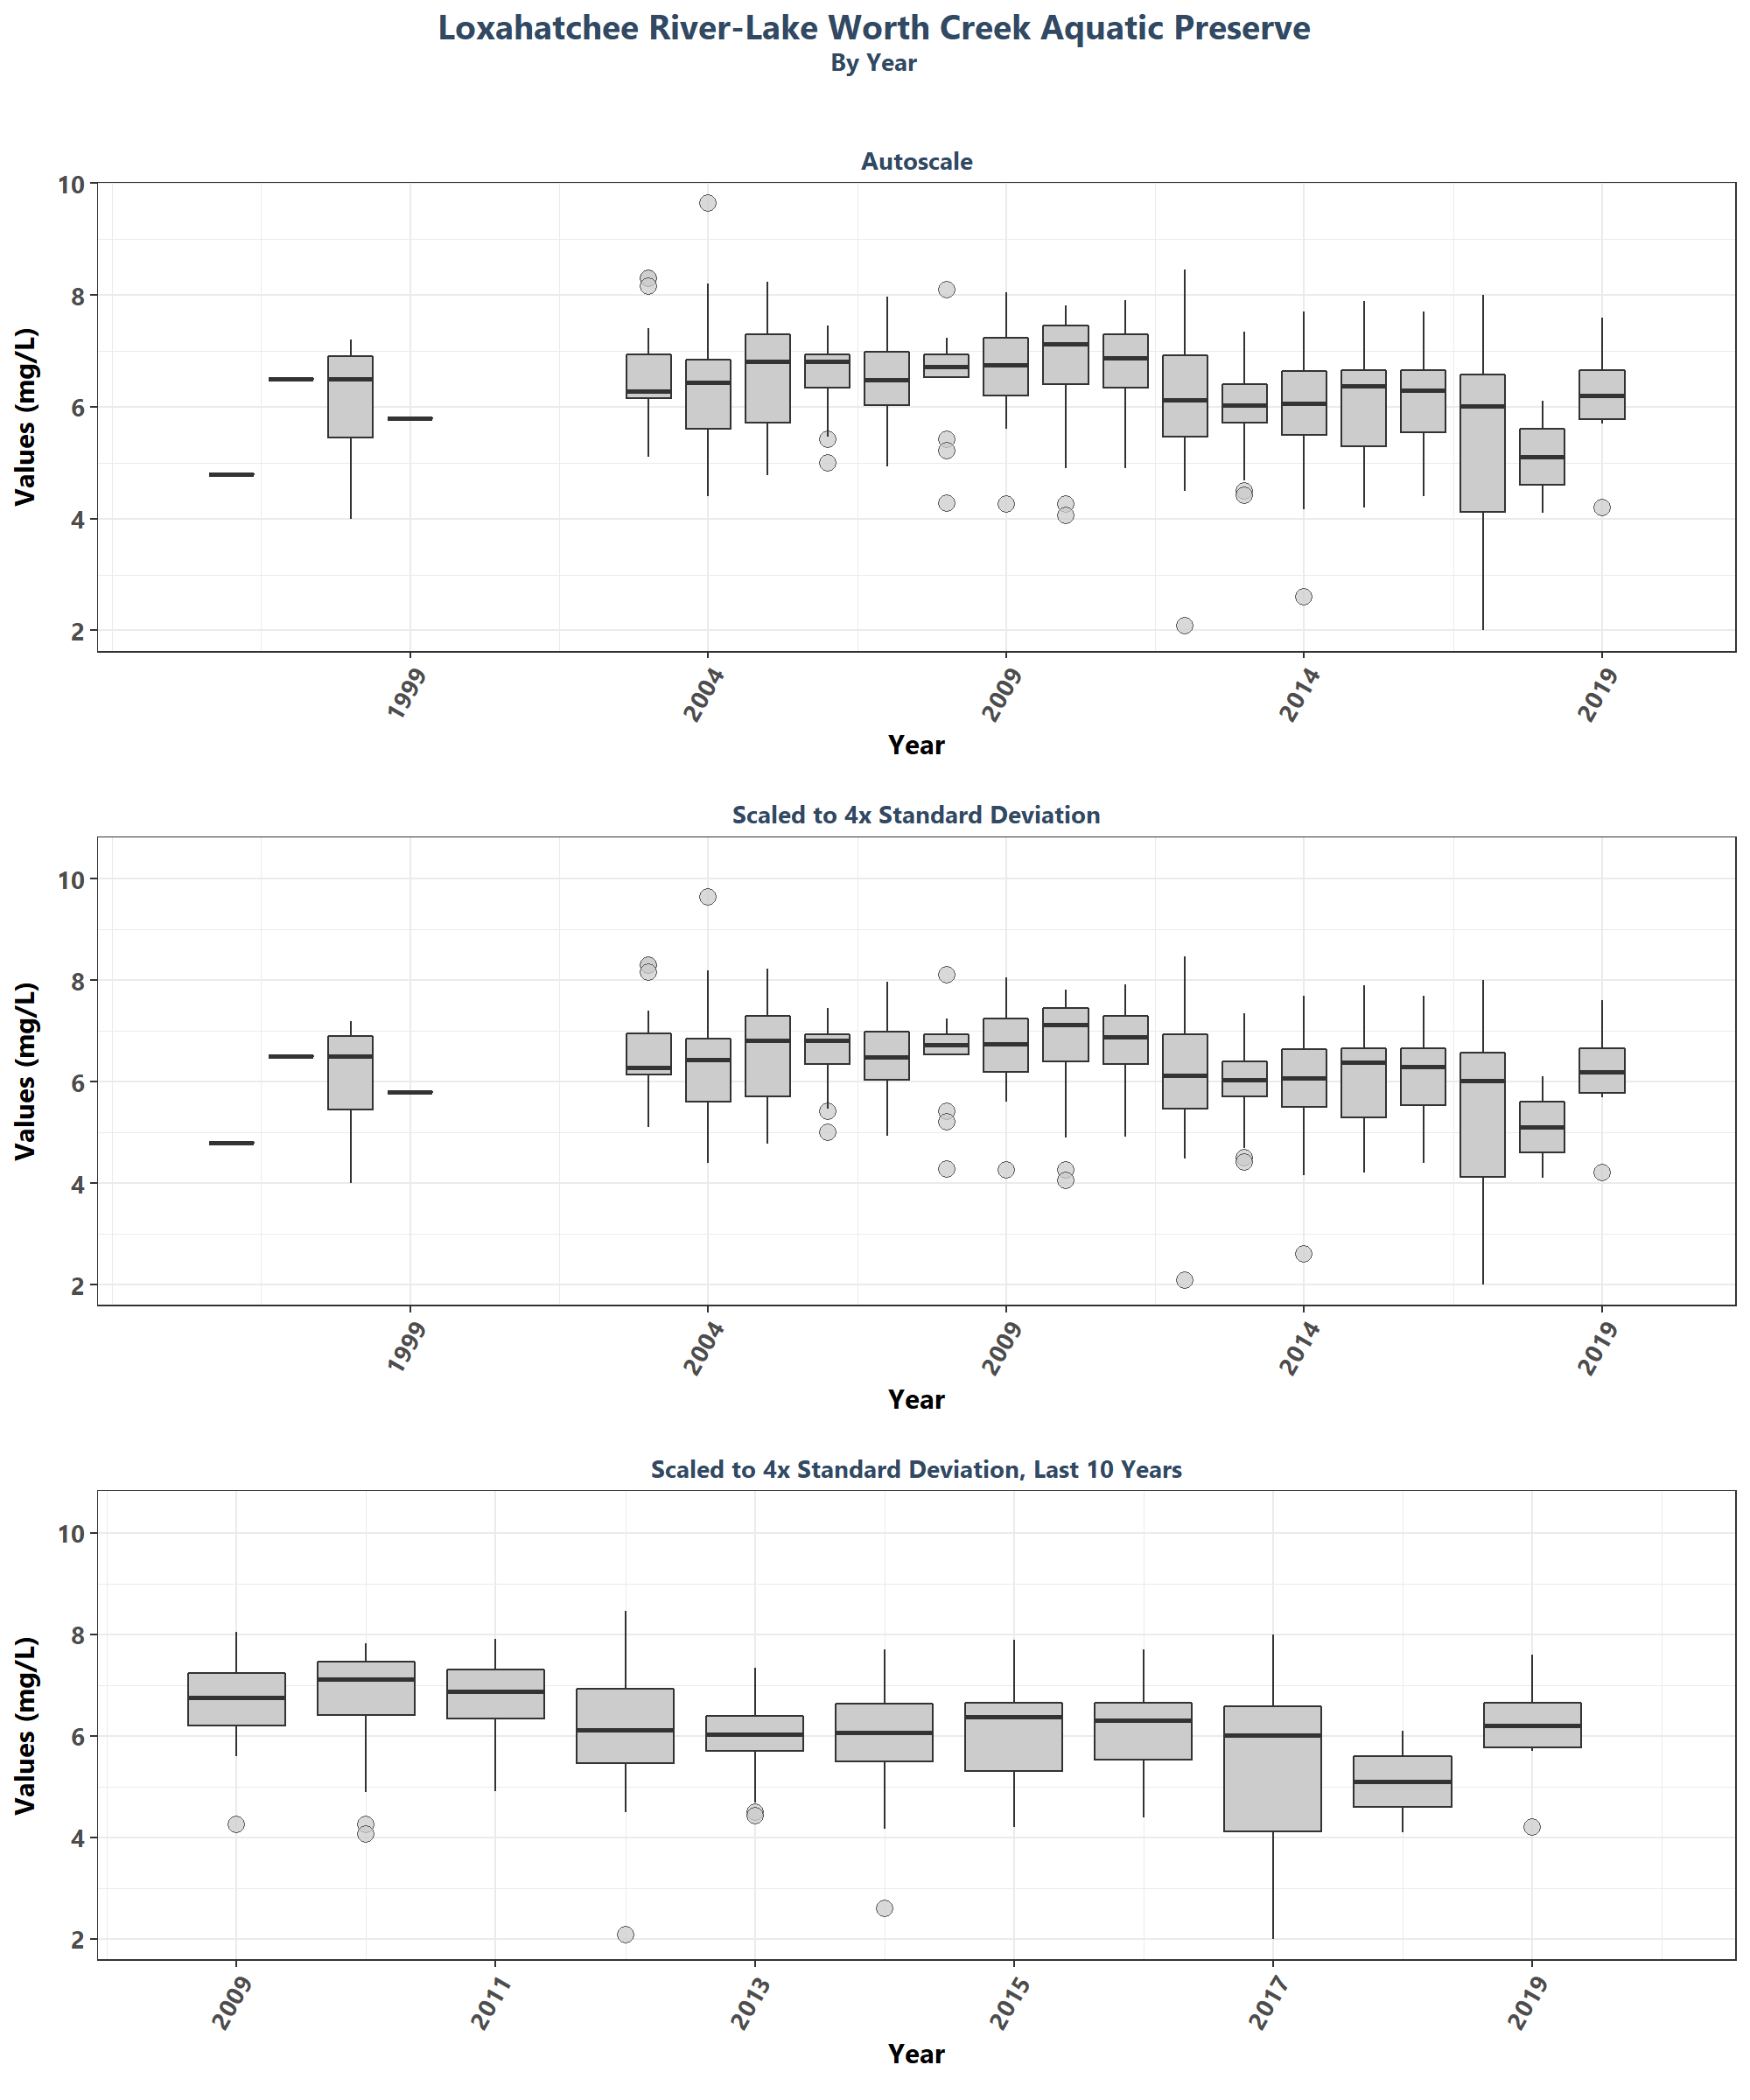 Loxahatchee River-Lake Worth Creek Aquatic Preserve
By Year
Autoscale
Values (mg/L)
10
8
6
4
2
1999 2004 2009 2014 2019
Year
Scaled to 4x Standard Deviation
Values (mg/L)
10
8
6
4
2
1999 2004 2009 2014 2019
Year
Scaled to 4x Standard Deviation, Last 10 Years
Values (mg/L)
10
8
6
4
2
2009 2011 2013 2015 2017 2019
Year